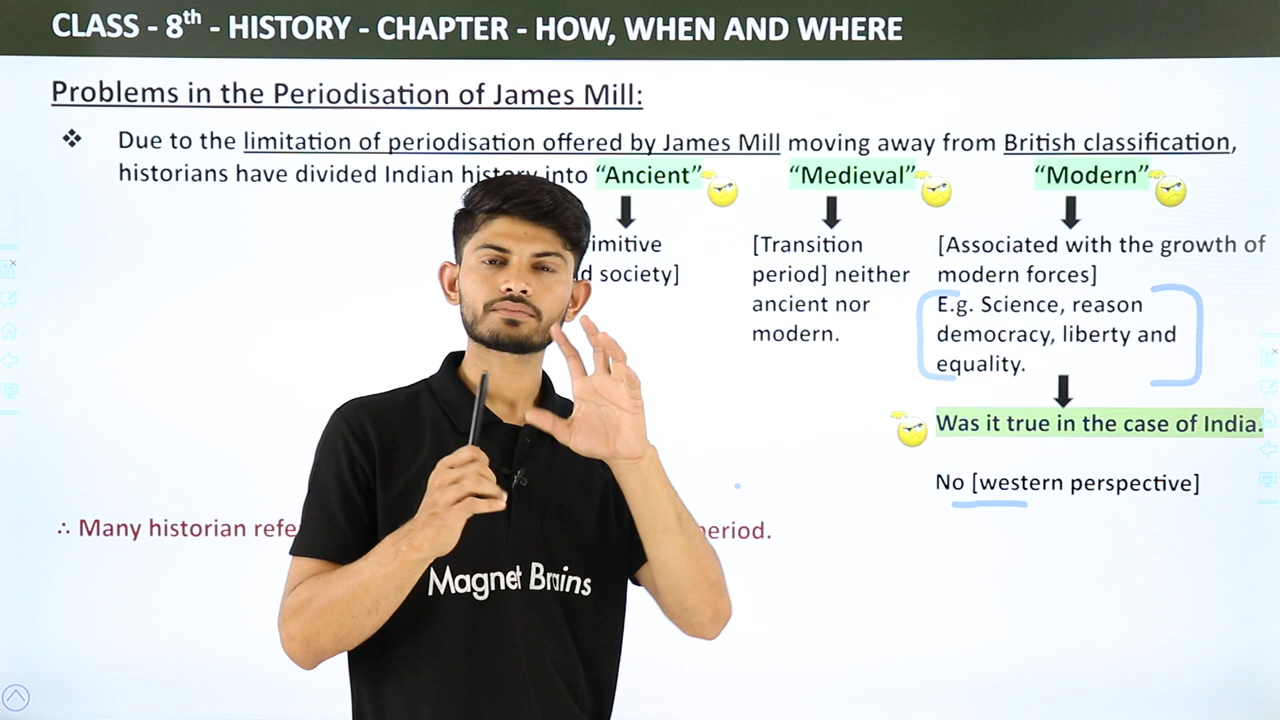 CLASS - 8th - HISTORY - CHAPTER - HOW, WHEN AND WHERE
Problems in the Periodisation of James Mill:
❖ Due to the limitation of periodisation offered by James Mill moving away from British classification,
historians have divided Indian history into “Ancient” “Medieval” “Modern”
society]
[Transition
period] neither
ancient nor
modern.
[Associated with the growth of
modern forces]
E.g. Science, reason
democracy, liberty and
equality.
Was it true in the case of India.
No [western perspective]
∴ Many historian period.
Magnet Brains